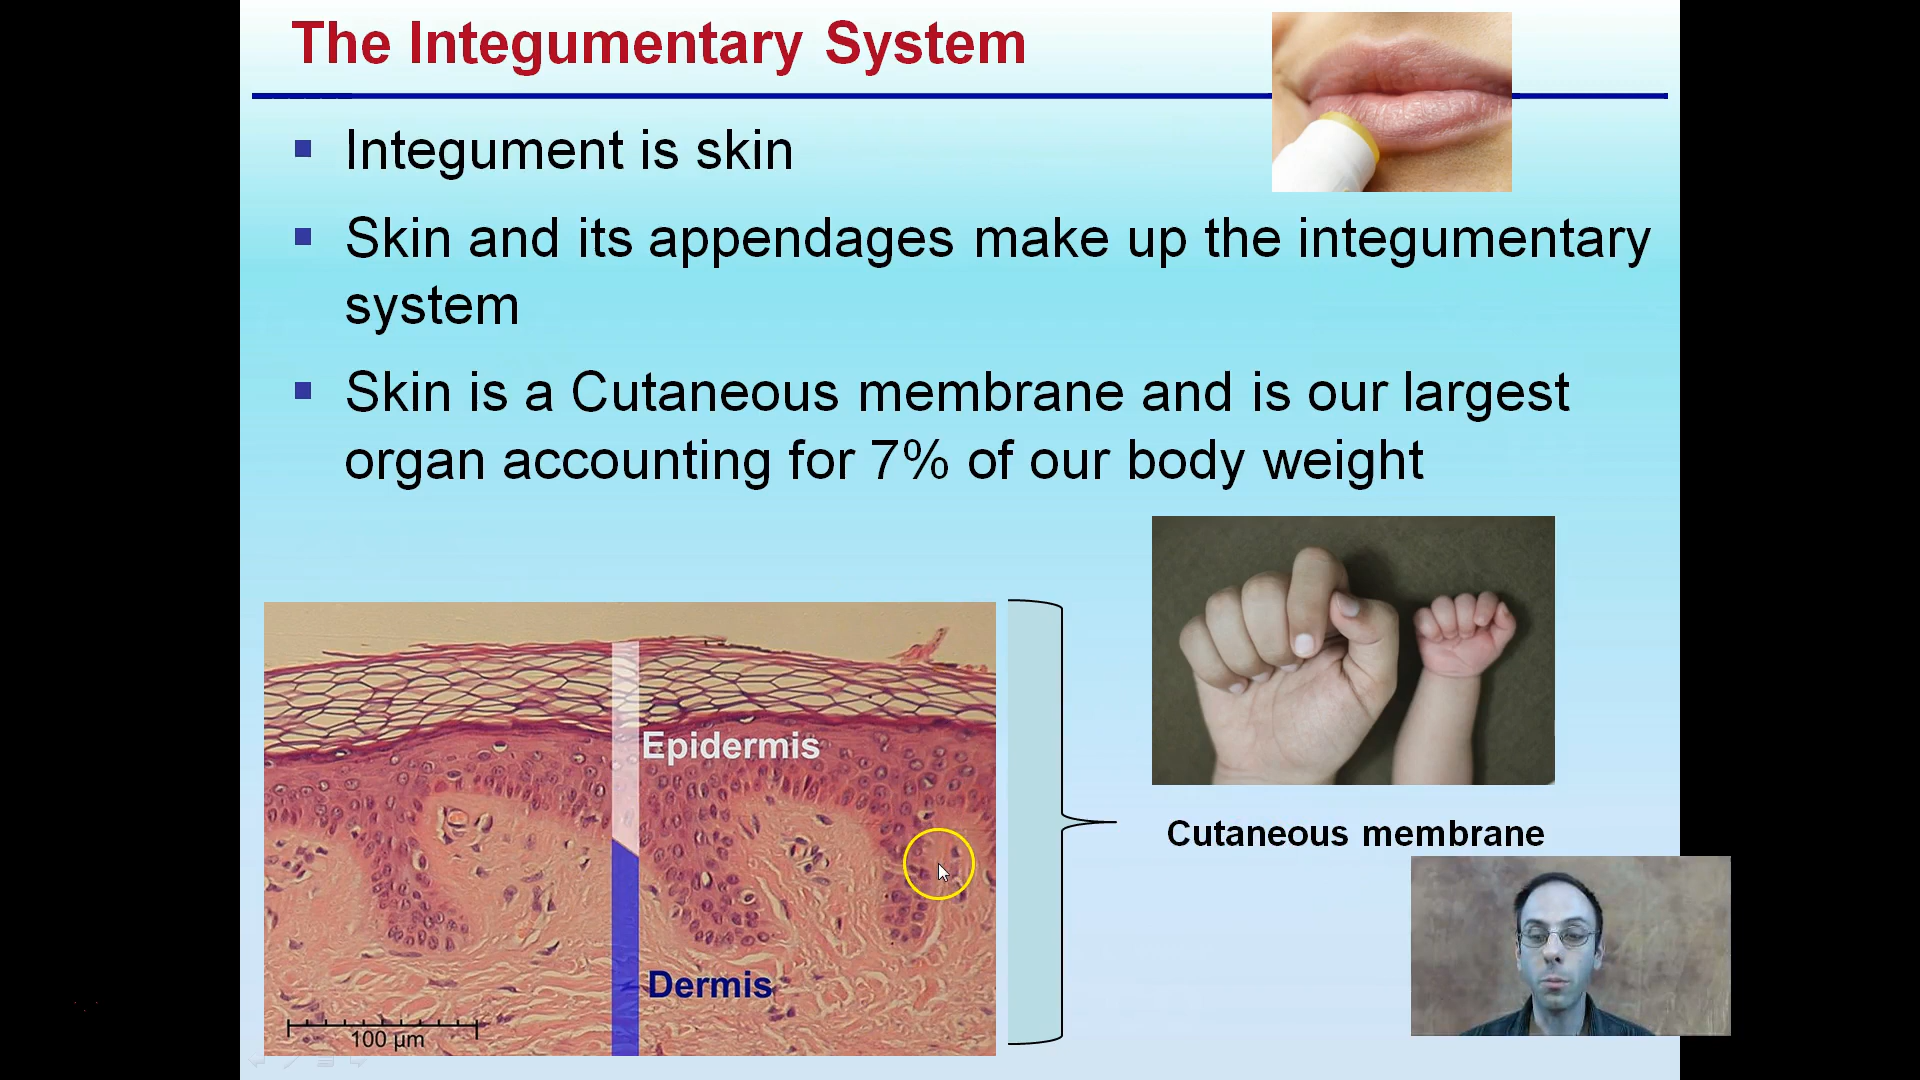 The Integumentary System
Integument is skin
Skin and its appendages make up the integumentary
system
Skin is a Cutaneous membrane and is our largest
organ accounting for 7% of our body weight
Epidermis
Dermis
100 µm
Cutaneous membrane